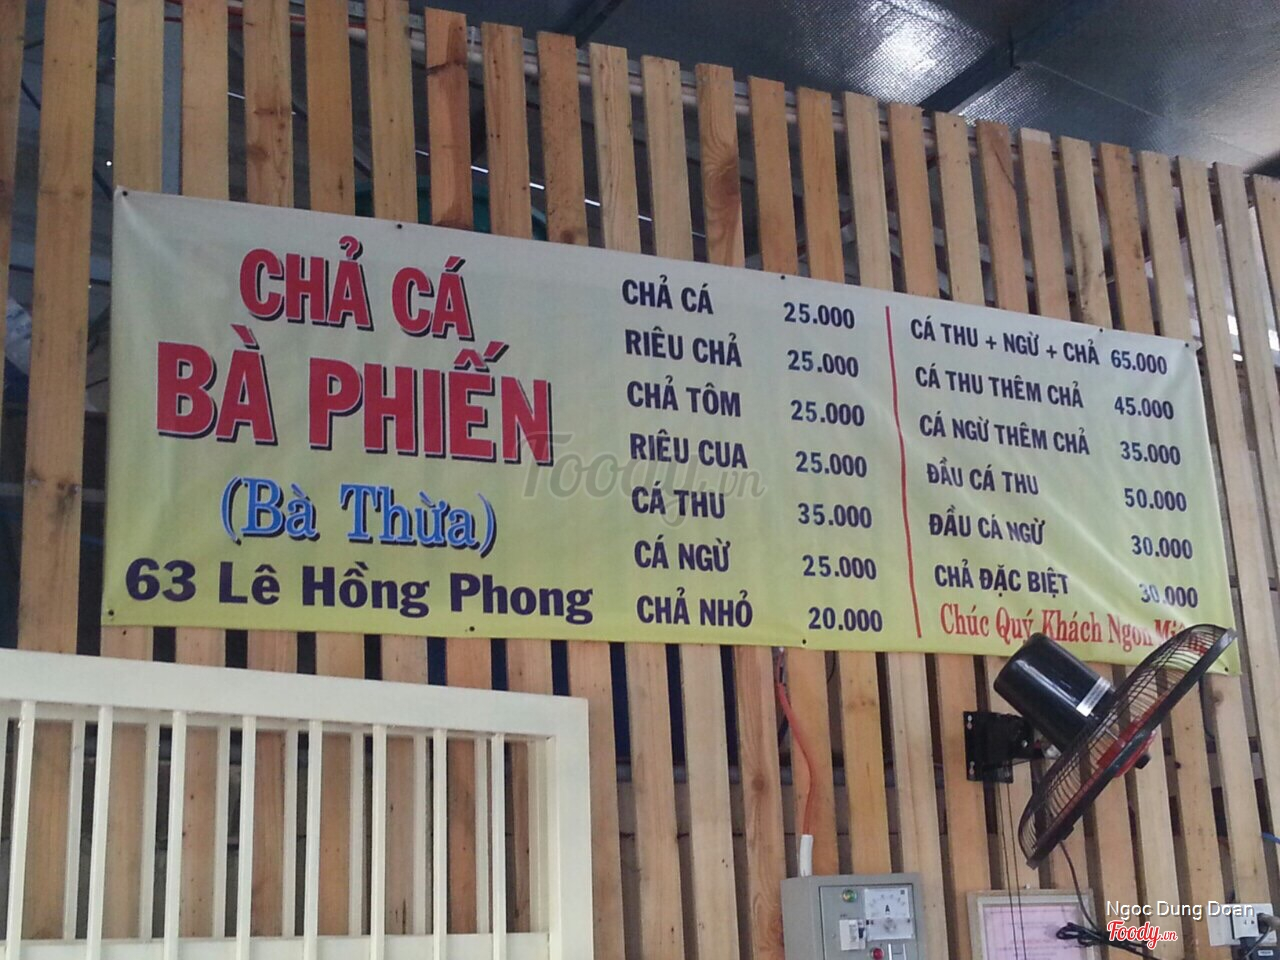 CHẢ CÁ
BÀ PHIẾN
(Bà Thừa)
63 Lê Hồng Phong
CHẢ CÁ 25.000
RIÊU CHẢ 25.000
CHẢ TÔM 25.000
RIÊU CUA 25.000
CÁ THU 35.000
CÁ NGỪ 25.000
CHẢ NHỎ 20.000
CÁ THU + NGỪ + CHẢ 65.000
CÁ THU THÊM CHẢ 45.000
CÁ NGỪ THÊM CHẢ 35.000
ĐẦU CÁ THU 50.000
ĐẦU CÁ NGỪ 30.000
CHẢ ĐẶC BIỆT 30.000
Chúc Quý Khách Ngon
Foody.vn
A
Ngoc Dung Doan
Foody.vn